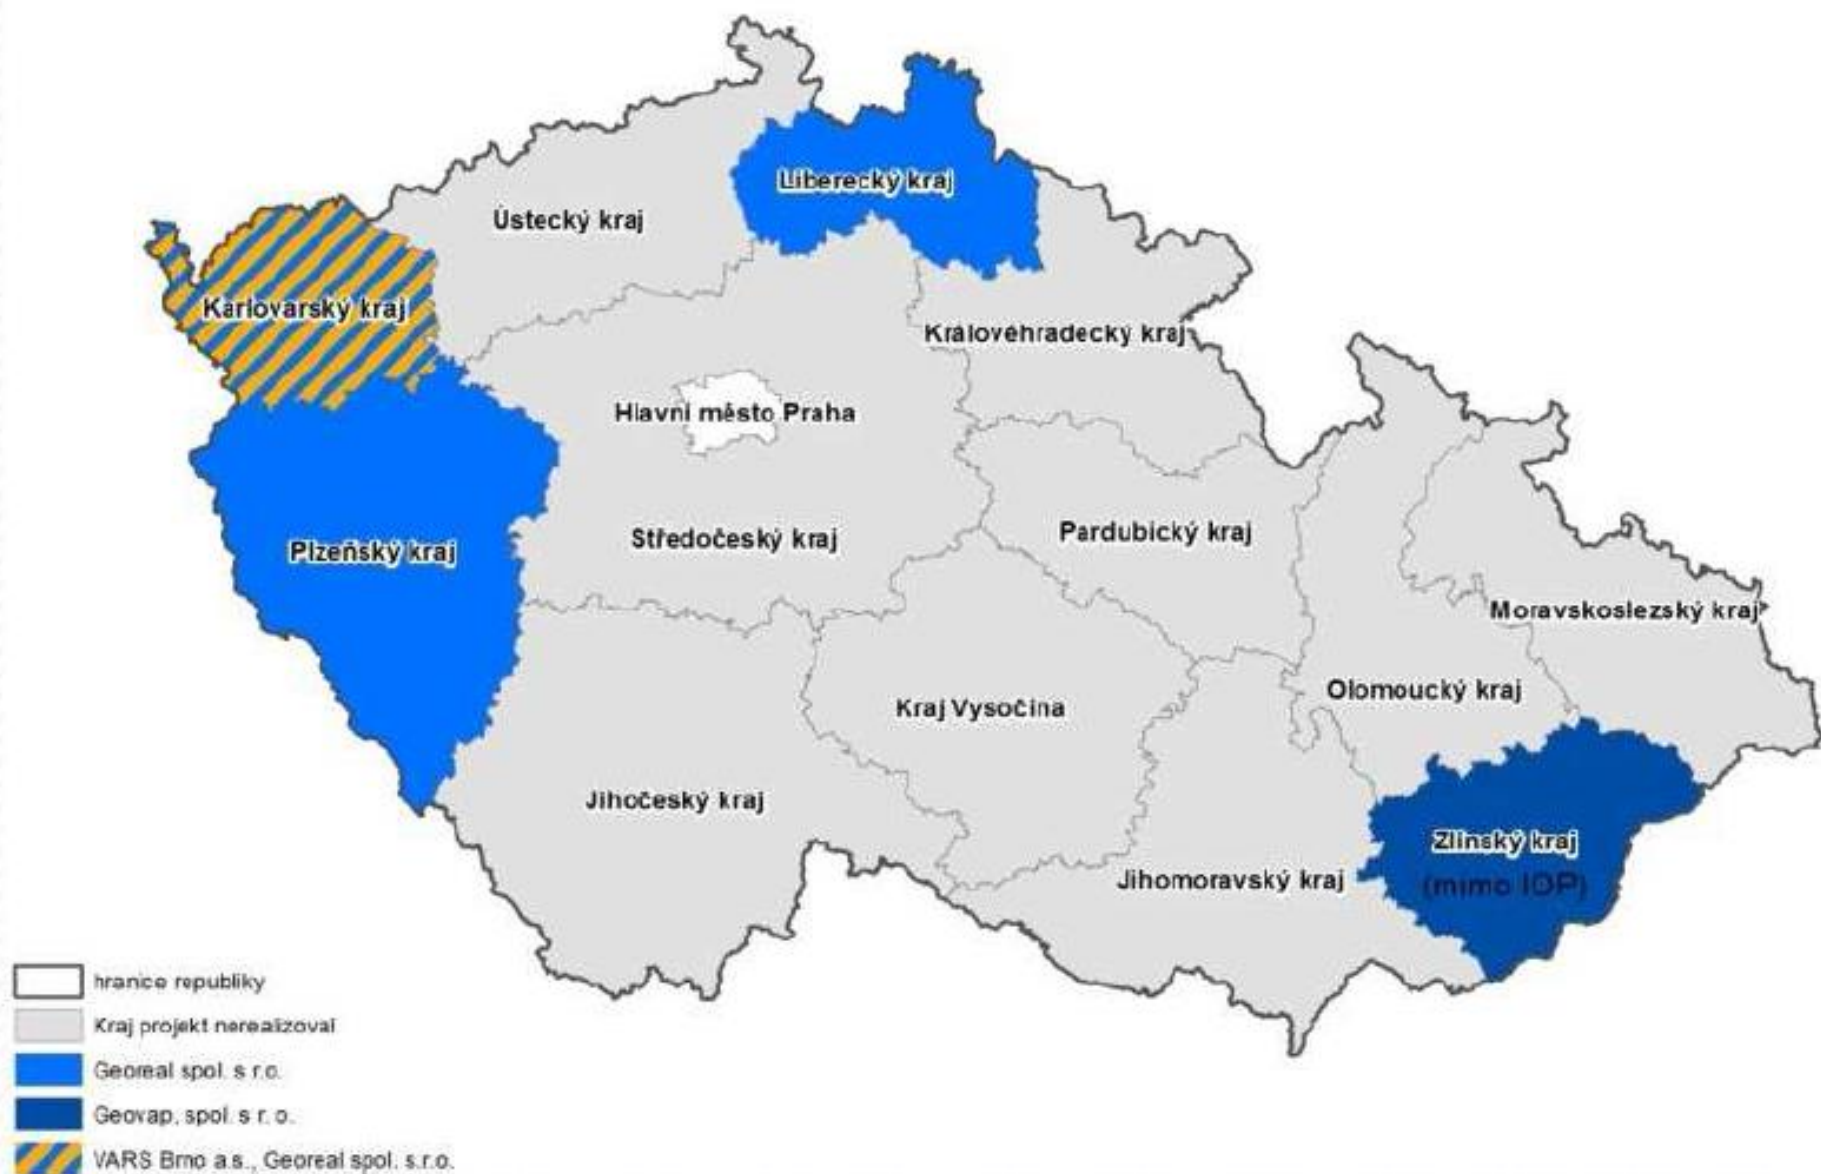 Liberecký kraj
Ústecký kraj
Karlovarský kraj
Královéhradecký kraj
Hlavní město Praha
Plzeňský kraj
Středočeský kraj
Pardubický kraj
Moravskoslezský kraj
Olomoucký kraj
Kraj Vysočina
Jihočeský kraj
Zlínský kraj
(mimo IOP)
Jihomoravský kraj
hranice republiky
Kraj projekt nerealizoval
Georeal spol. s r.o.
Geovap, spol. s r. o.
VARS Brno a.s., Georeal spol. s.r.o.